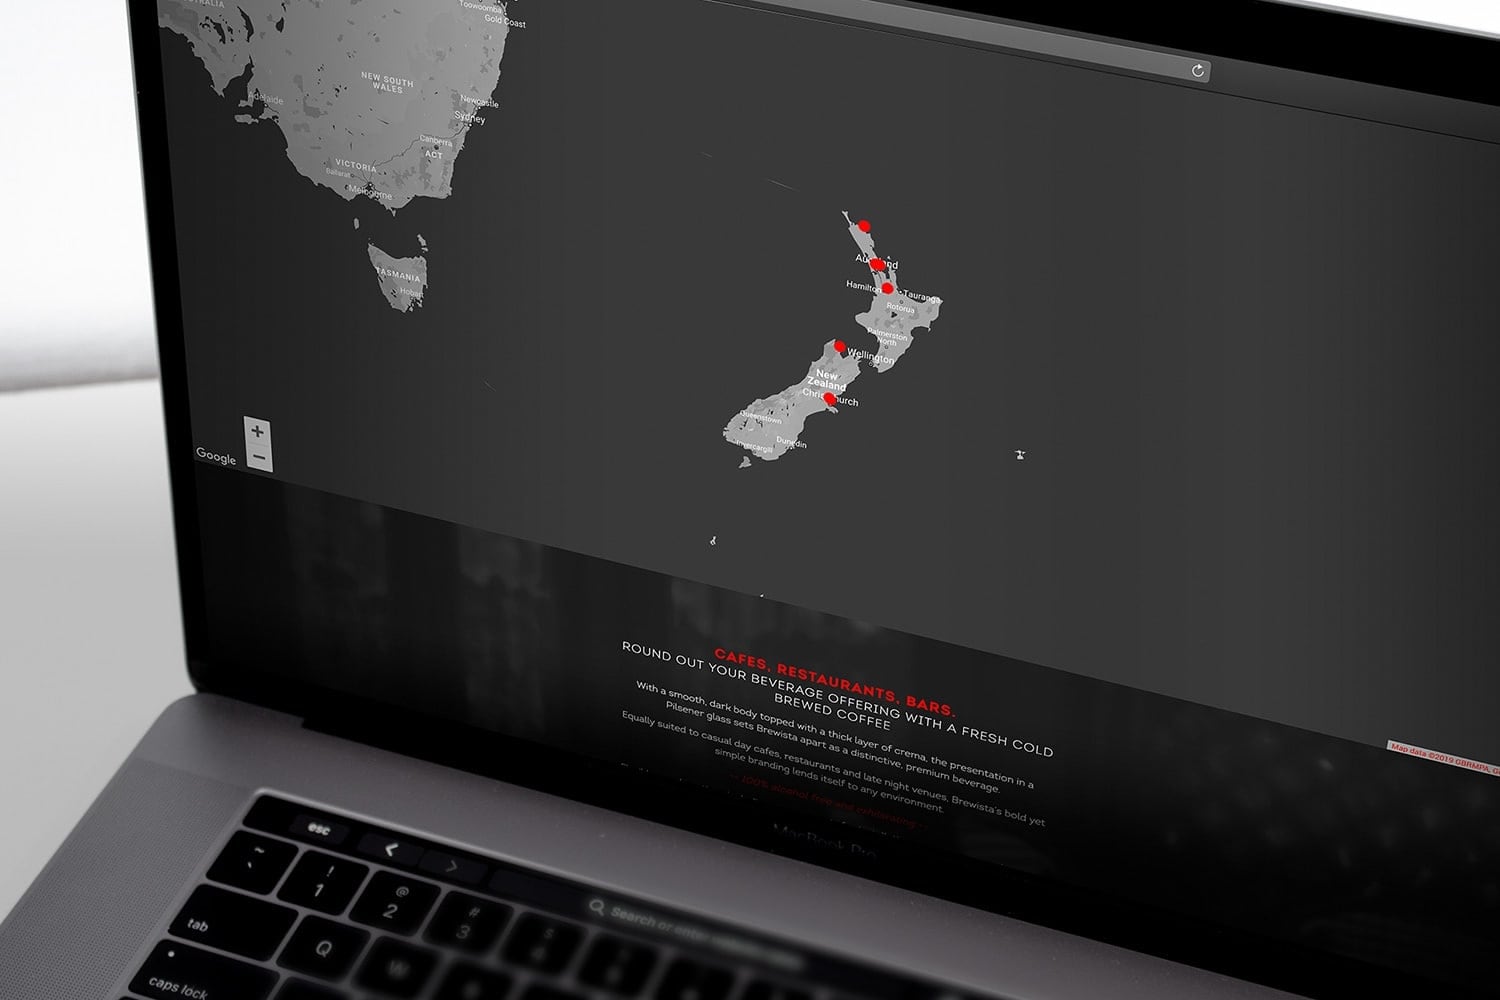 Toowoomba
Gold Coast
NEW SOUTH
WALES
Adelaide
Newcastle
Sydney
Canberra
ACT
VICTORIA
Ballarat
Melbourne
TASMANIA
Hobart
Hamilton
Tauranga
Rotorua
Palmerston
North
Wellington
New
Zealand
Queenstown
Dunedin
Invercargill
+
−
Google
Map data ©2019 GBRMPA, G
CAFES, RESTAURANTS, BARS.
ROUND OUT YOUR BEVERAGE OFFERING WITH A FRESH COLD
BREWED COFFEE
With a smooth, dark body topped with a thick layer of crema, the presentation in a
Pilsener glass sets Brewista apart as a distinctive, premium beverage.
Equally suited to casual day cafes, restaurants and late night venues, Brewista's bold yet
simple branding lends itself to any environment.
100% alcohol free and exhilarating
MacBook Pro
esc
Search or enter
~
`
!
1
@
2
#
3
$
4
tab
Q
W
caps lock